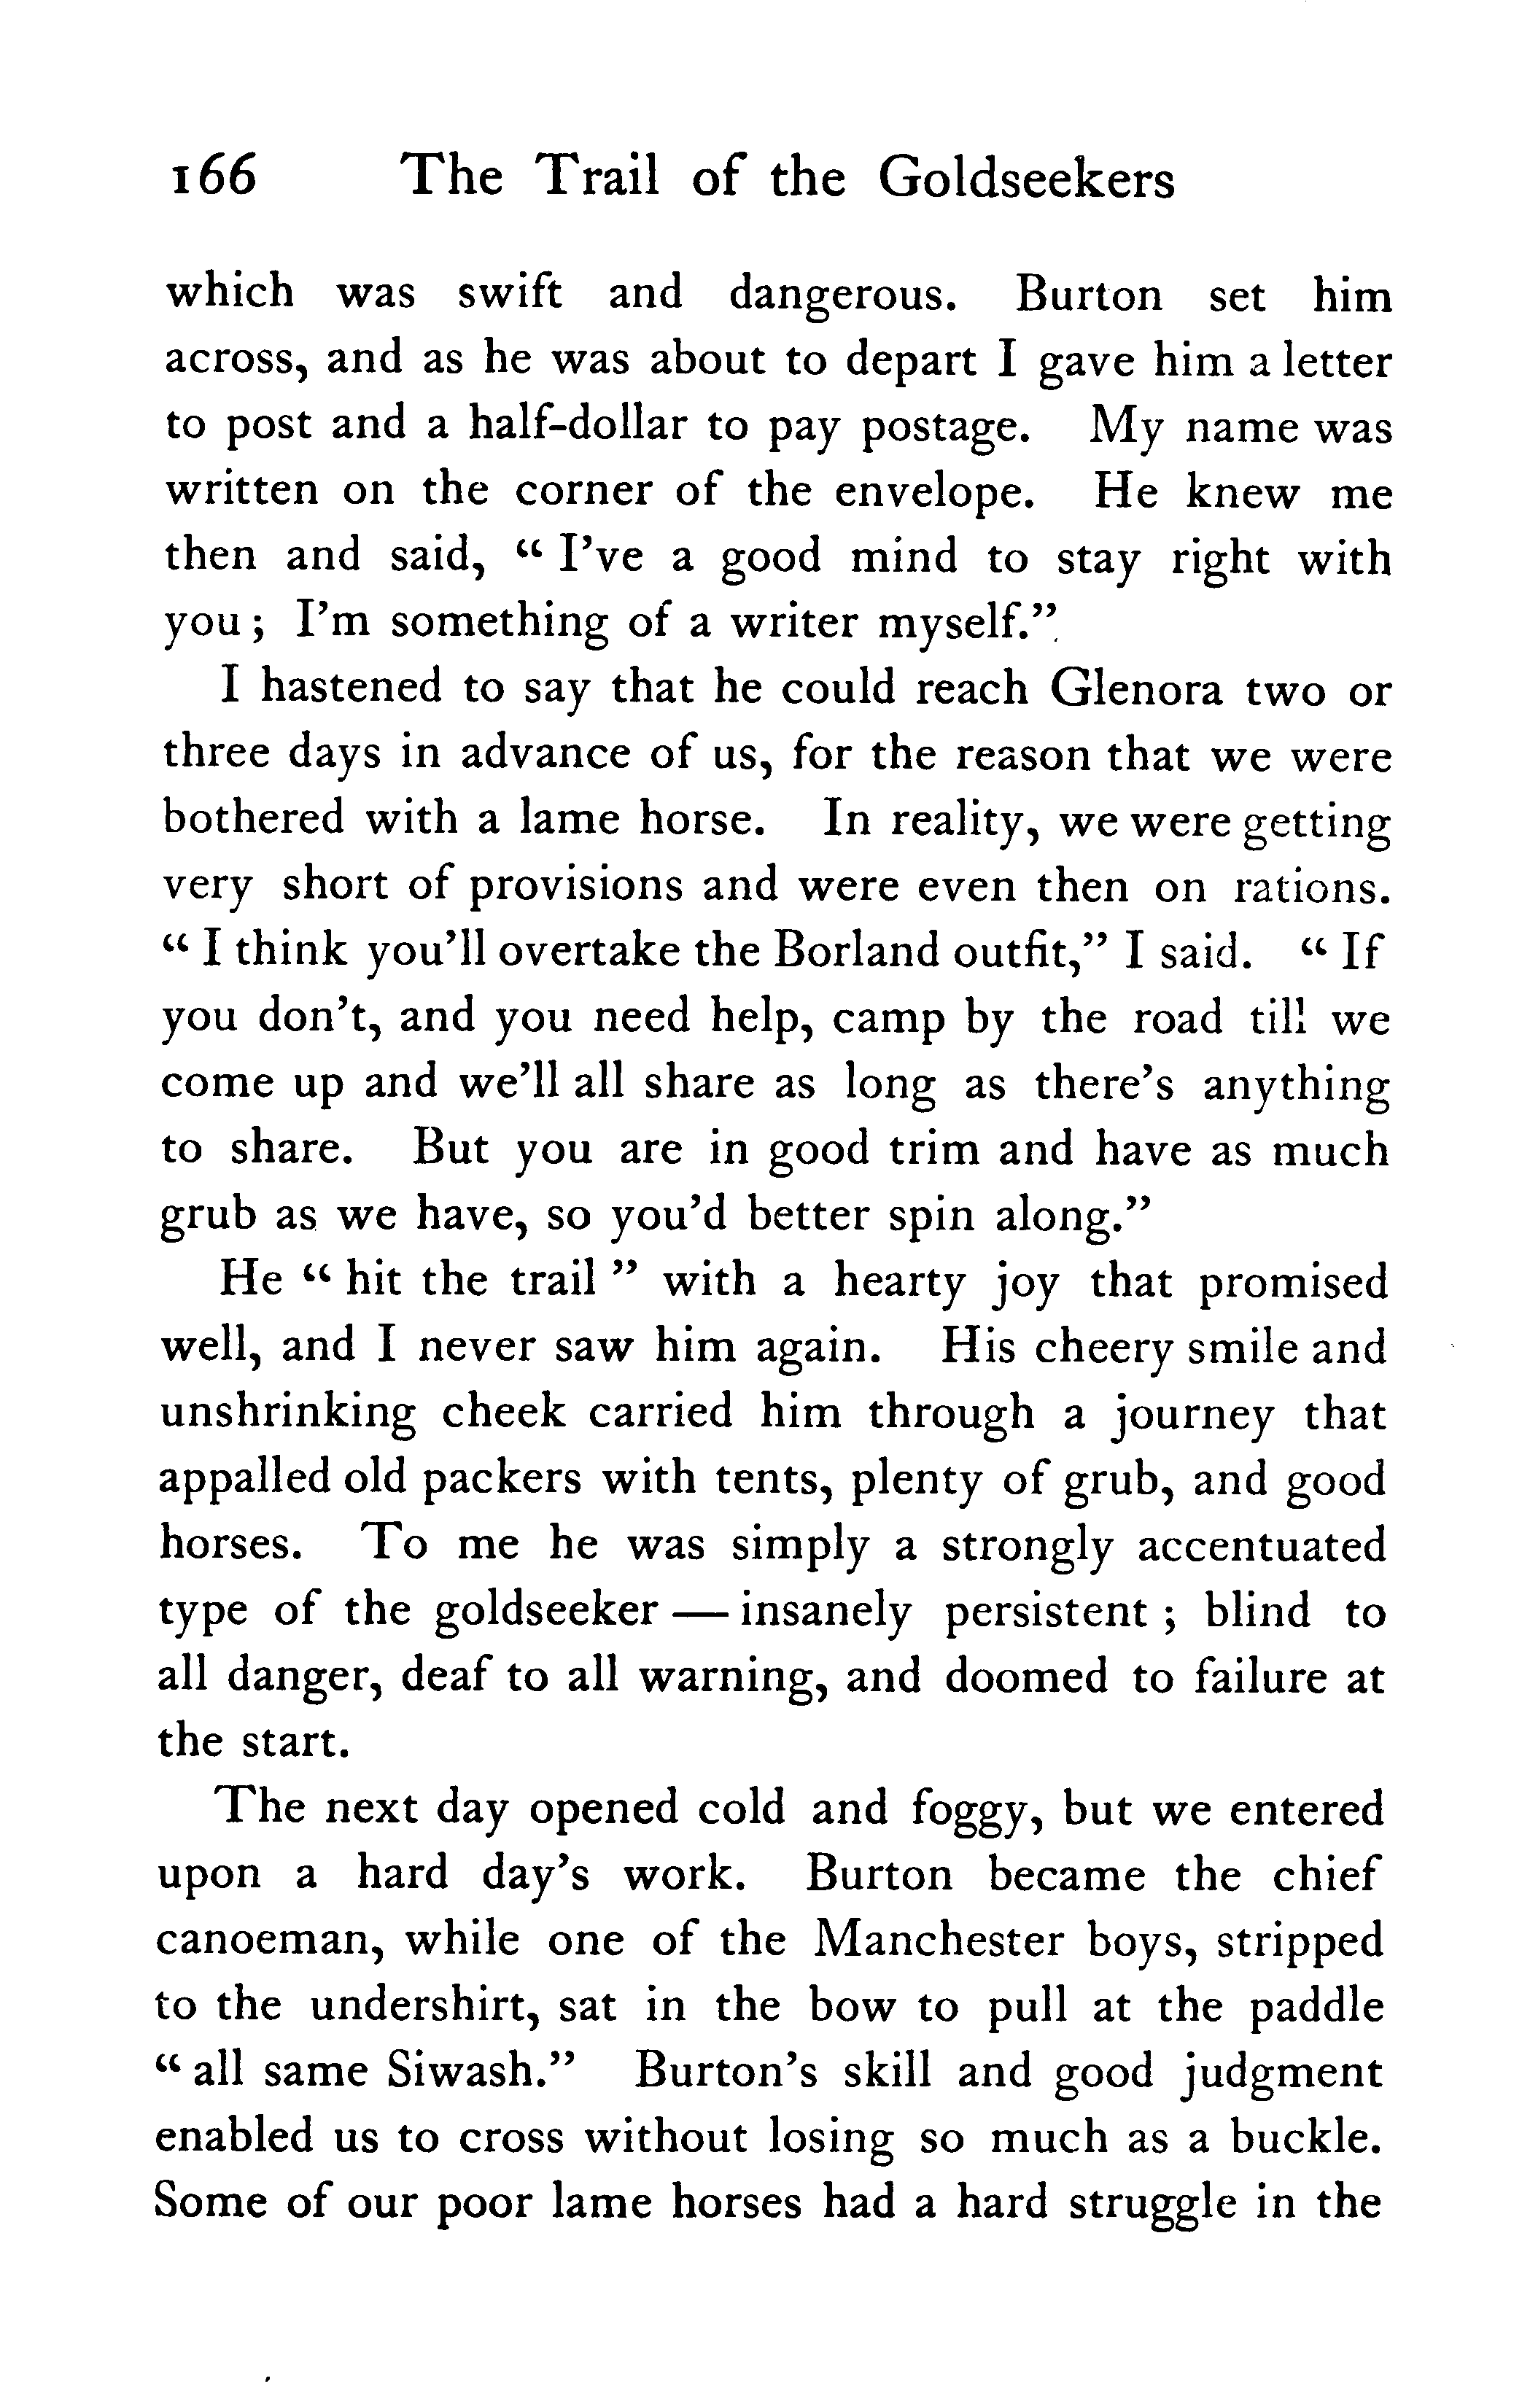 166 The Trail of the Goldseekers
which was swift and dangerous. Burton set him
across, and as he was about to depart I gave him a letter
to post and a half-dollar to pay postage. My name was
written on the corner of the envelope. He knew me
then and said, “ I’ve a good mind to stay right with
you ; I’m something of a writer myself.”
I hastened to say that he could reach Glenora two or
three days in advance of us, for the reason that we were
bothered with a lame horse. In reality, we were getting
very short of provisions and were even then on rations.
“ I think you’ll overtake the Borland outfit,” I said. “ If
you don’t, and you need help, camp by the road till we
come up and we’ll all share as long as there’s anything
to share. But you are in good trim and have as much
grub as we have, so you’d better spin along.”
He “ hit the trail ” with a hearty joy that promised
well, and I never saw him again. His cheery smile and
unshrinking cheek carried him through a journey that
appalled old packers with tents, plenty of grub, and good
horses. To me he was simply a strongly accentuated
type of the goldseeker — insanely persistent ; blind to
all danger, deaf to all warning, and doomed to failure at
the start.
The next day opened cold and foggy, but we entered
upon a hard day’s work. Burton became the chief
canoeman, while one of the Manchester boys, stripped
to the undershirt, sat in the bow to pull at the paddle
“ all same Siwash.” Burton’s skill and good judgment
enabled us to cross without losing so much as a buckle.
Some of our poor lame horses had a hard struggle in the